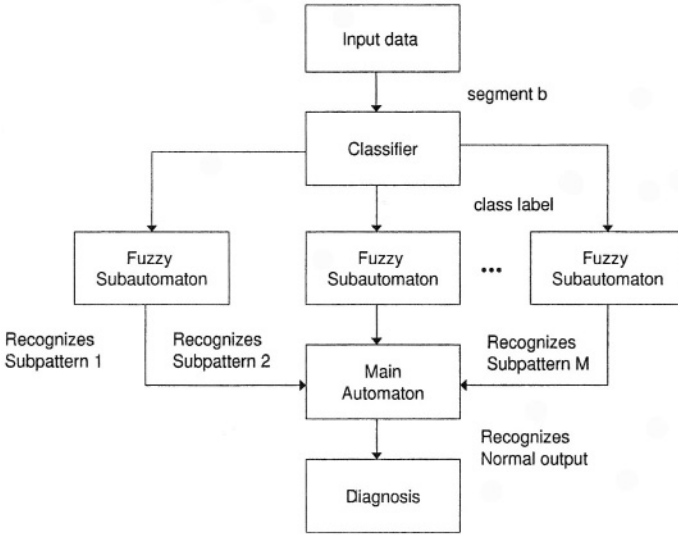 Input data
segment b
Classifier
class label
Fuzzy
Subautomaton
Fuzzy
Subautomaton
...
Fuzzy
Subautomaton
Recognizes
Subpattern 1
Recognizes
Subpattern 2
Main
Automaton
Recognizes
Subpattern M
Recognizes
Normal output
Diagnosis